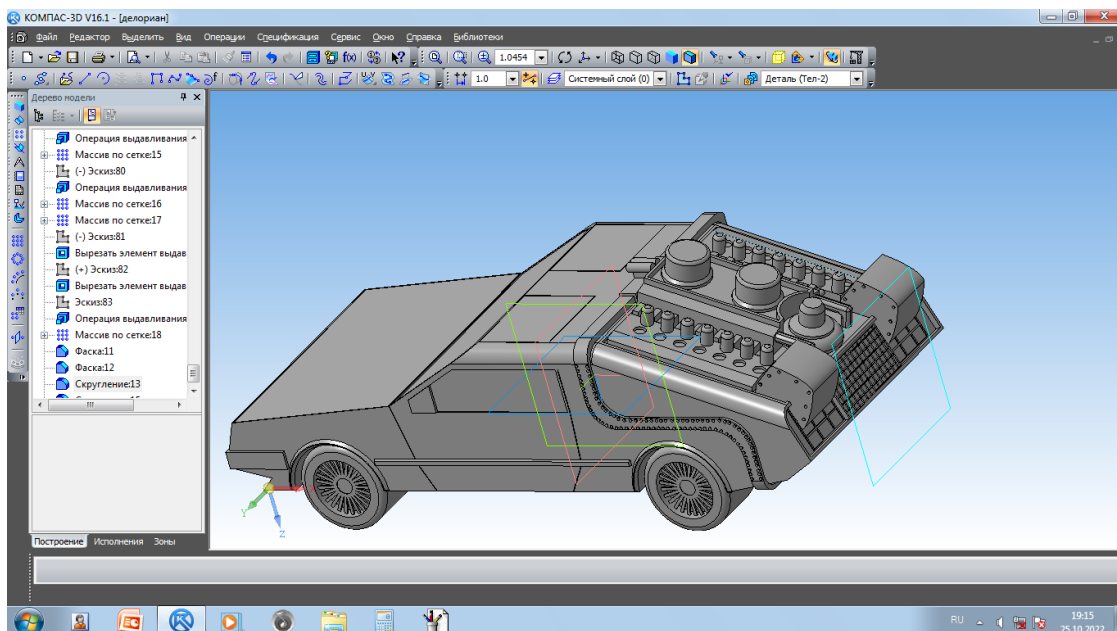 КОМПАС-3D V16.1 - [делориан]
Файл Редактор Выделить Вид Операции Спецификация Сервис Окно Справка Библиотеки
1.0454
1.0 Системный слой (0) Деталь (Тел-2)
Дерево модели
Операция выдавливания
Массив по сетке:15
(-) Эскиз:80
Операция выдавливания
Массив по сетке:16
Массив по сетке:17
(-) Эскиз:81
Вырезать элемент выдав
(+) Эскиз:82
Вырезать элемент выдав
Эскиз:83
Операция выдавливания
Массив по сетке:18
Фаска:11
Фаска:12
Скругление:13
Y
Z
Построение Исполнения Зоны
RU
19:15
25.10.2022